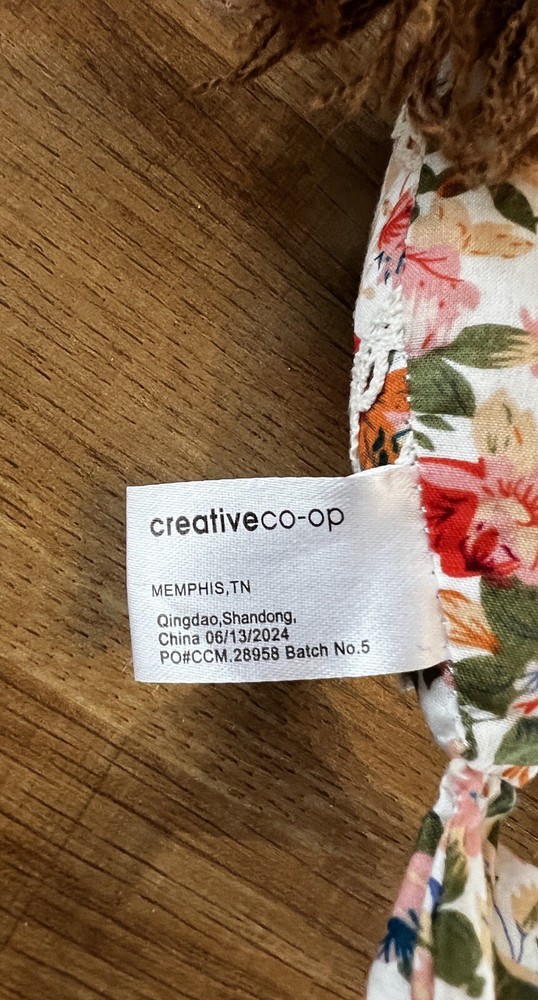 creativeco-op
MEMPHIS,TN
Qingdao,Shandong,
China 06/13/2024
PO#CCM.28958 Batch No.5